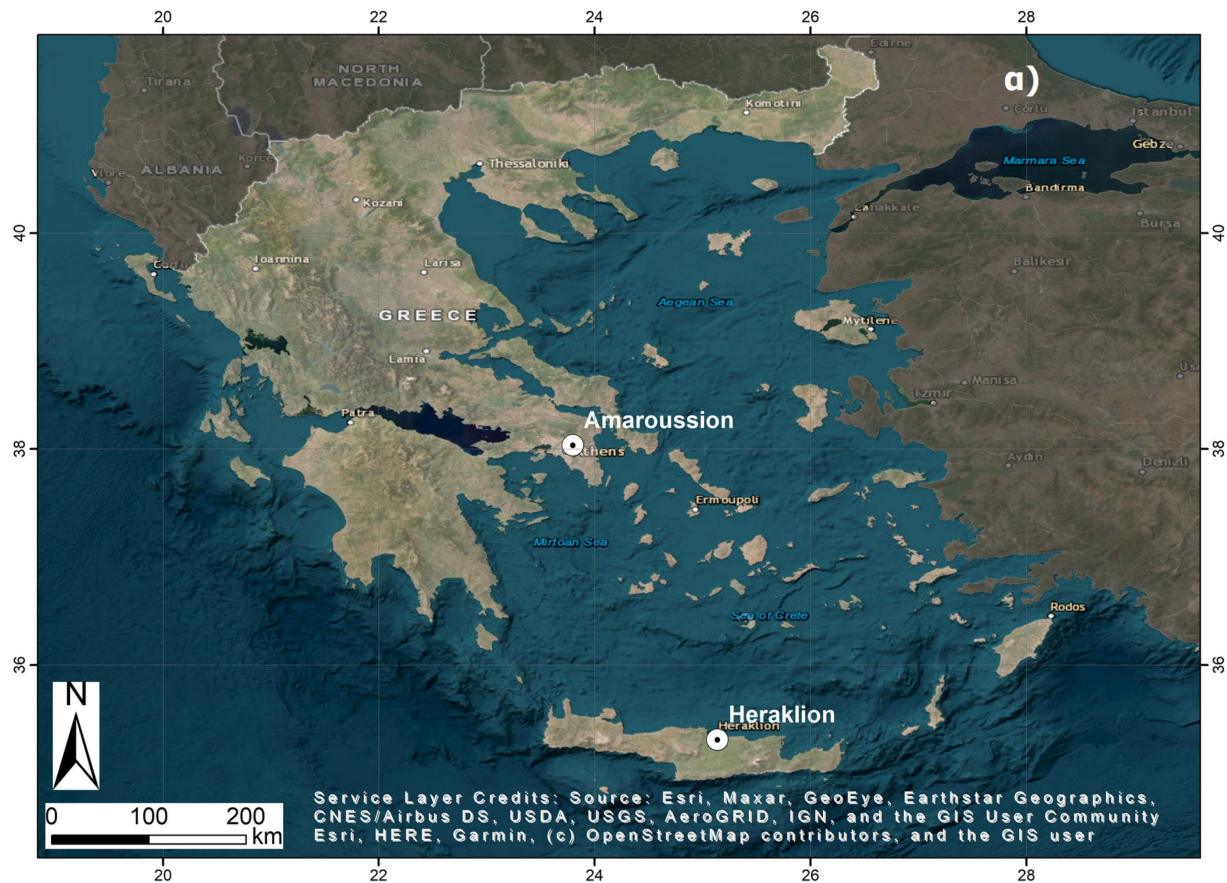 20 22 24 26 28
Edirne
α)
NORTH
MACEDONIA
Tirana
Komotini
Çorlu
Istanbul
Gebze
Korce
Thessaloniki
Marmara Sea
ALBANIA
Vlore
Bandirma
Kozani
Canakkale
Bursa
40 40
Ioannina
Corfu
Larisa
Balikesir
Aegean Sea
GREECE
Mytilene
Lamia
Manisa
Izmir
Patra
Amaroussion
38 38
Athens
Aydin
Denizli
Ermoupoli
Mirtoan Sea
Sea of Crete
Rodos
36 36
N
Heraklion
Heraklion
0 100 200
km
Service Layer Credits: Source: Esri, Maxar, GeoEye, Earthstar Geographics,
CNES/Airbus DS, USDA, USGS, AeroGRID, IGN, and the GIS User Community
Esri, HERE, Garmin, (c) OpenStreetMap contributors, and the GIS user
20 22 24 26 28